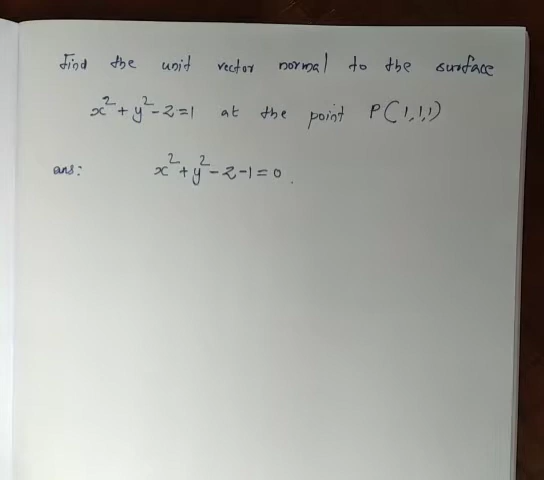 Find the unit vector normal to the surface
x² + y² - z = 1 at the point P(1,1,1)
ans: x² + y² - z - 1 = 0.